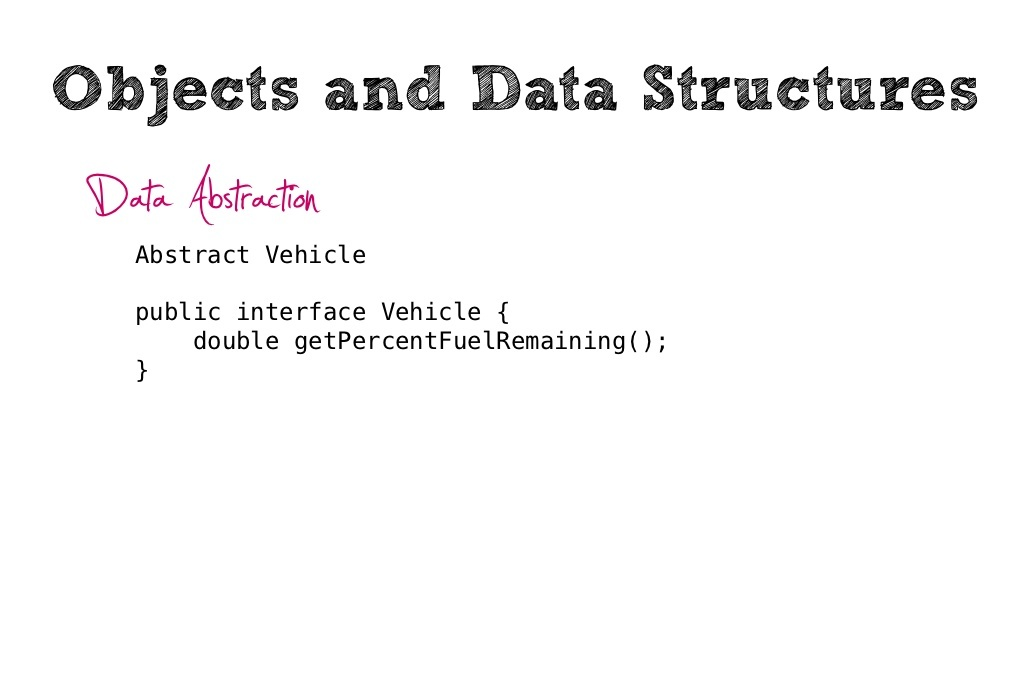 Objects and Data Structures
Data Abstraction
Abstract Vehicle
public interface Vehicle {
    double getPercentFuelRemaining();
}